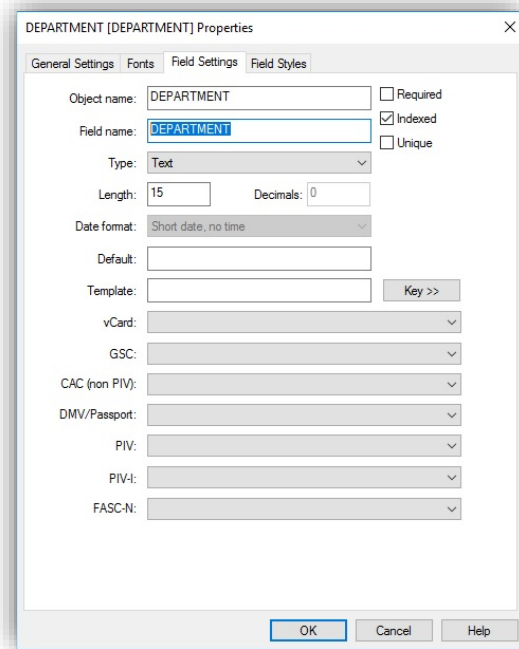 DEPARTMENT [DEPARTMENT] Properties
General Settings Fonts Field Settings Field Styles
Object name: DEPARTMENT Required
Field name: DEPARTMENT Indexed
Unique
Type: Text
Length: 15 Decimals: 0
Date format: Short date, no time
Default:
Template: Key >>
vCard:
GSC:
CAC (non PIV):
DMV/Passport:
PIV:
PIV-I:
FASC-N:
OK Cancel Help